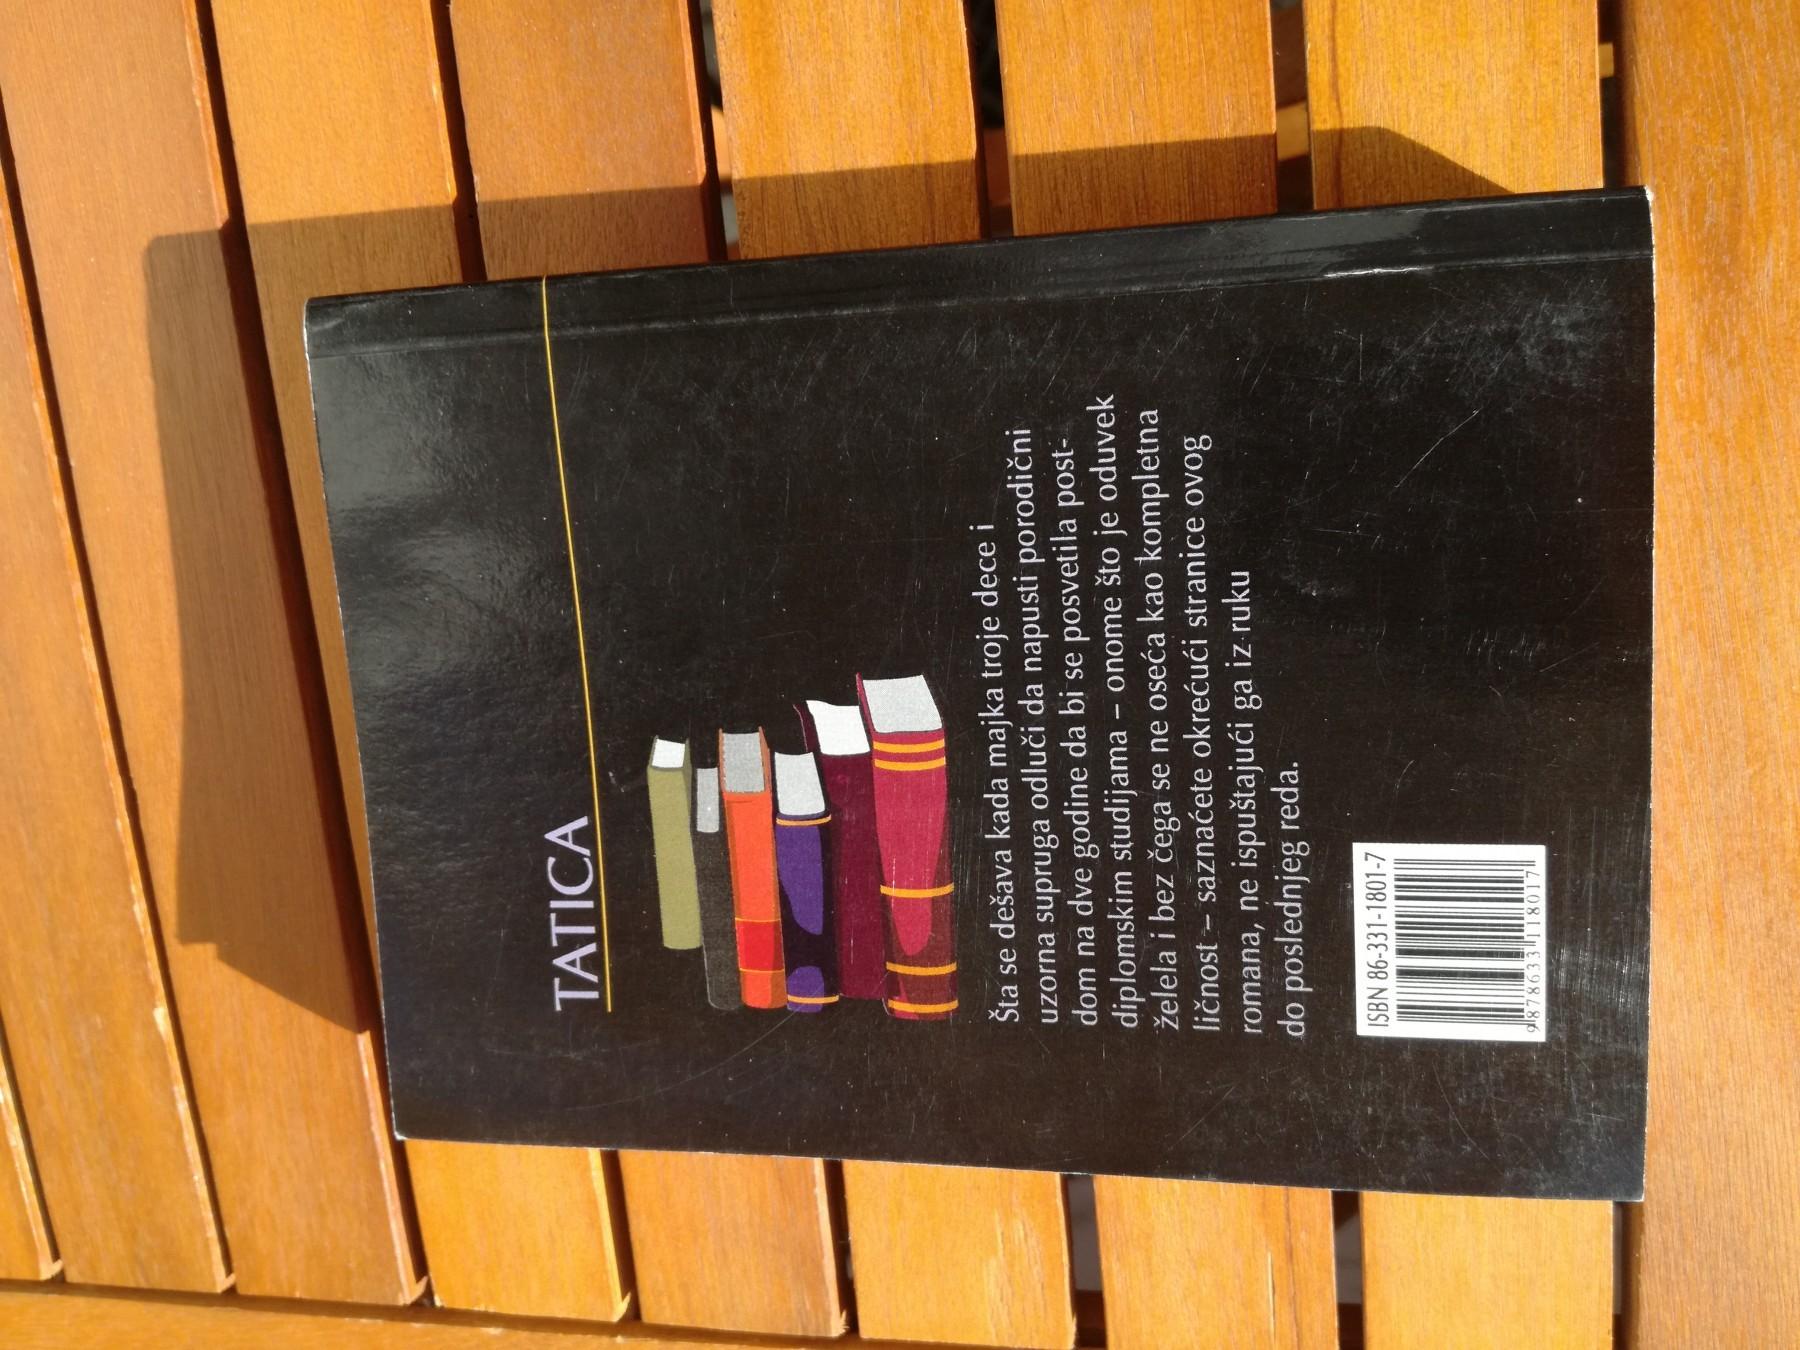 TATICA
Šta se dešava kada majka troje dece i
uzorna supruga odluči da napusti porodični
dom na dve godine da bi se posvetila post-
diplomskim studijama – onome što je oduvek
želela i bez čega se ne oseća kao kompletna
ličnost – saznaćete okrećući stranice ovog
romana, ne ispuštajući ga iz ruku
do poslednjeg reda.
ISBN 86-331-1801-7
9788633118017